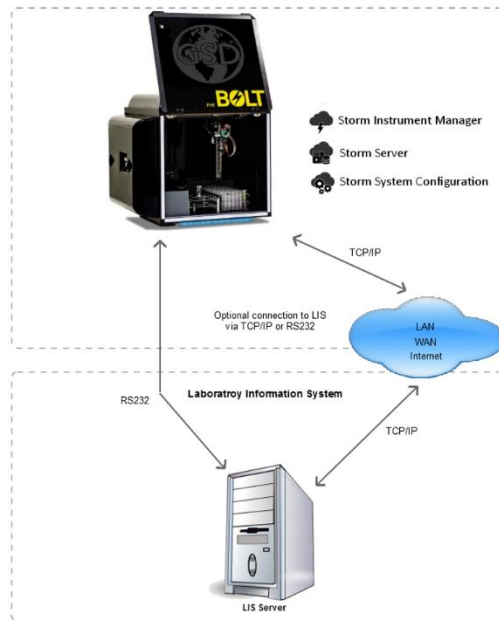 GSD
THE BOLT
Storm Instrument Manager
Storm Server
Storm System Configuration
TCP/IP
Optional connection to LIS
via TCP/IP or RS232
LAN
WAN
Internet
RS232
Laboratroy Information System
TCP/IP
LIS Server